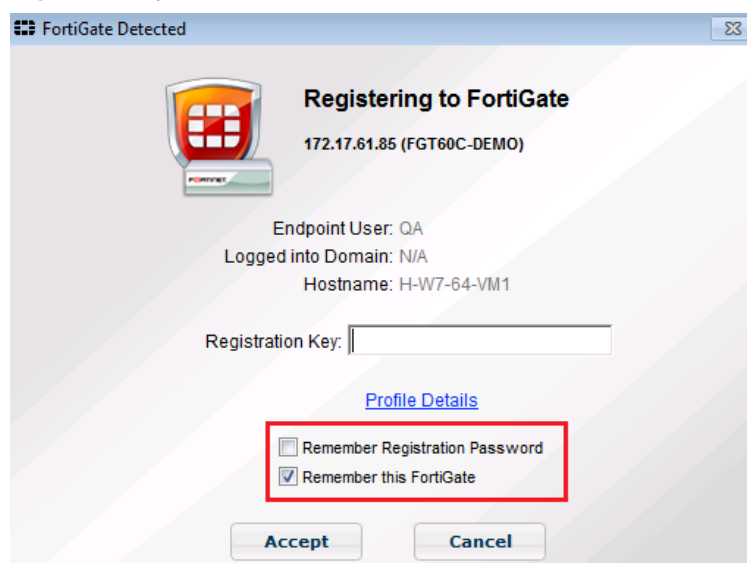 FortiGate Detected
Registering to FortiGate
172.17.61.85 (FGT60C-DEMO)
FORTINET
Endpoint User: QA
Logged into Domain: N/A
Hostname: H-W7-64-VM1
Registration Key:
Profile Details
Remember Registration Password
Remember this FortiGate
Accept Cancel